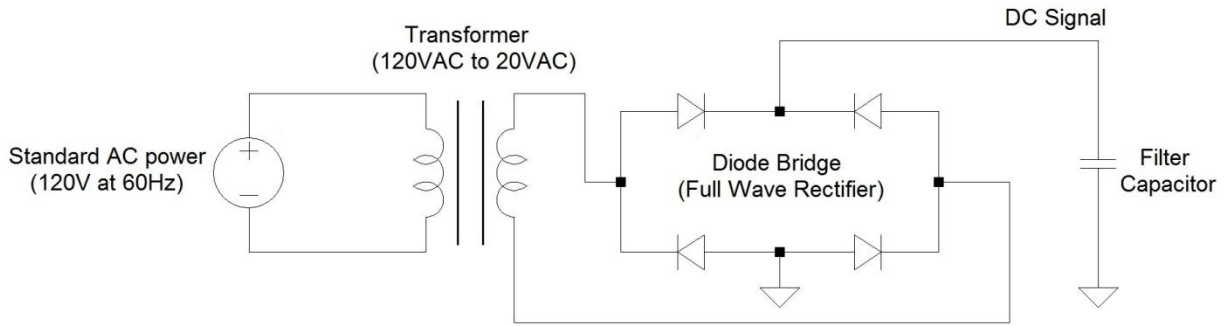 DC Signal
Transformer
(120VAC to 20VAC)
Standard AC power
(120V at 60Hz)
Diode Bridge
(Full Wave Rectifier)
Filter
Capacitor